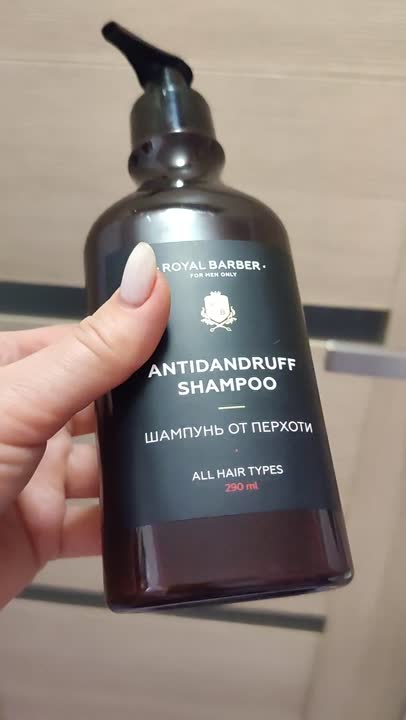 · ROYAL BARBER ·
FOR MEN ONLY
ANTIDANDRUFF
SHAMPOO
ШАМПУНЬ ОТ ПЕРХОТИ
ALL HAIR TYPES
290 ml